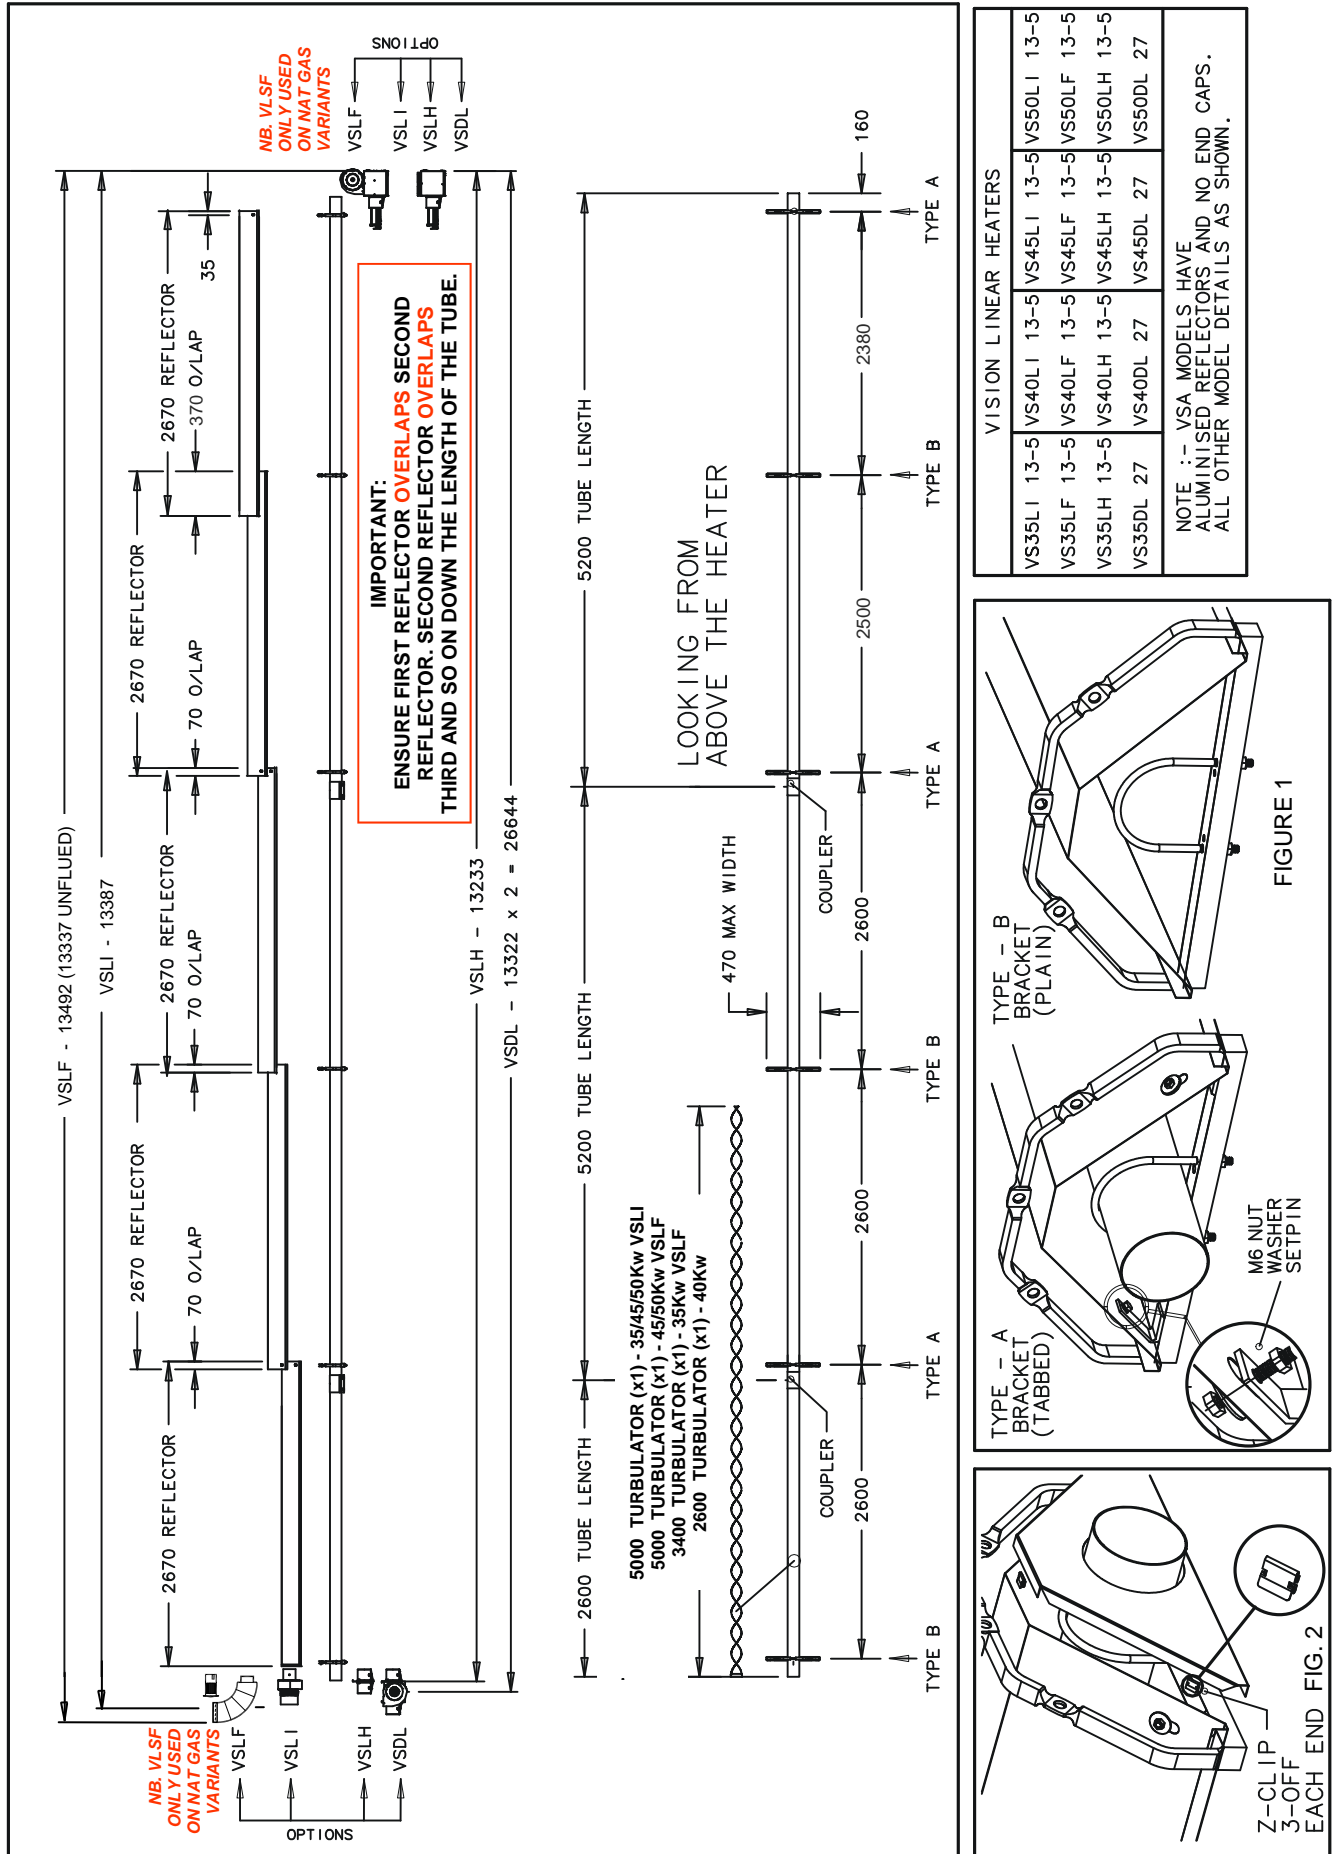 VSLF - 13492 (13337 UNFLUED)
VSLI - 13387
2670 REFLECTOR
70 O/LAP
2670 REFLECTOR
70 O/LAP
2670 REFLECTOR
70 O/LAP
2670 REFLECTOR
370 O/LAP
2670 REFLECTOR
35
NB. VLSF
ONLY USED
ON NAT GAS
VARIANTS
VSLF
VSLI
VSLH
VSDL
OPTIONS
NB. VLSF
ONLY USED
ON NAT GAS
VARIANTS
VSLF
VSLI
VSLH
VSDL
OPTIONS
IMPORTANT:
ENSURE FIRST REFLECTOR OVERLAPS SECOND
REFLECTOR. SECOND REFLECTOR OVERLAPS
THIRD AND SO ON DOWN THE LENGTH OF THE TUBE.
VSLH - 13233
VSDL - 13322 x 2 = 26644
2600 TUBE LENGTH
5200 TUBE LENGTH
5200 TUBE LENGTH
5000 TURBULATOR (x1) - 35/45/50Kw VSLI
5000 TURBULATOR (x1) - 45/50Kw VSLF
3400 TURBULATOR (x1) - 35Kw VSLF
2600 TURBULATOR (x1) - 40Kw
LOOKING FROM
ABOVE THE HEATER
470 MAX WIDTH
COUPLER
COUPLER
2600
2600
2600
2500
2380
160
TYPE B
TYPE A
TYPE B
TYPE A
TYPE B
TYPE A
Z-CLIP
3-OFF
EACH END
FIG. 2
TYPE - A
BRACKET
(TABBED)
M6 NUT
WASHER
SETPIN
TYPE - B
BRACKET
(PLAIN)
FIGURE 1
VISION LINEAR HEATERS
VS35LI 13-5 VS40LI 13-5 VS45LI 13-5 VS50LI 13-5
VS35LF 13-5 VS40LF 13-5 VS45LF 13-5 VS50LF 13-5
VS35LH 13-5 VS40LH 13-5 VS45LH 13-5 VS50LH 13-5
VS35DL 27 VS40DL 27 VS45DL 27 VS50DL 27
NOTE :- VSA MODELS HAVE
ALUMINISED REFLECTORS AND NO END CAPS.
ALL OTHER MODEL DETAILS AS SHOWN.